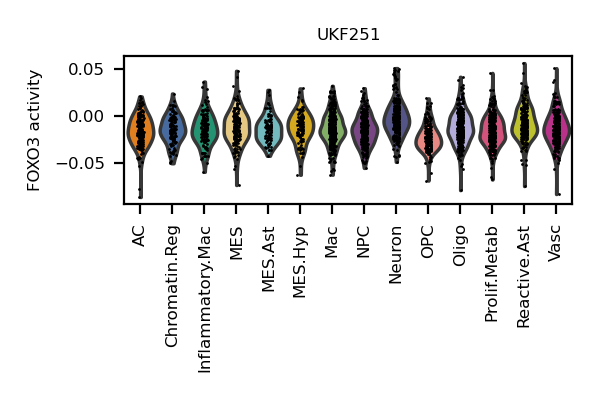 UKF251
FOXO3 activity
0.05
0.00
−0.05
AC
Chromatin.Reg
Inflammatory.Mac
MES
MES.Ast
MES.Hyp
Mac
NPC
Neuron
OPC
Oligo
Prolif.Metab
Reactive.Ast
Vasc